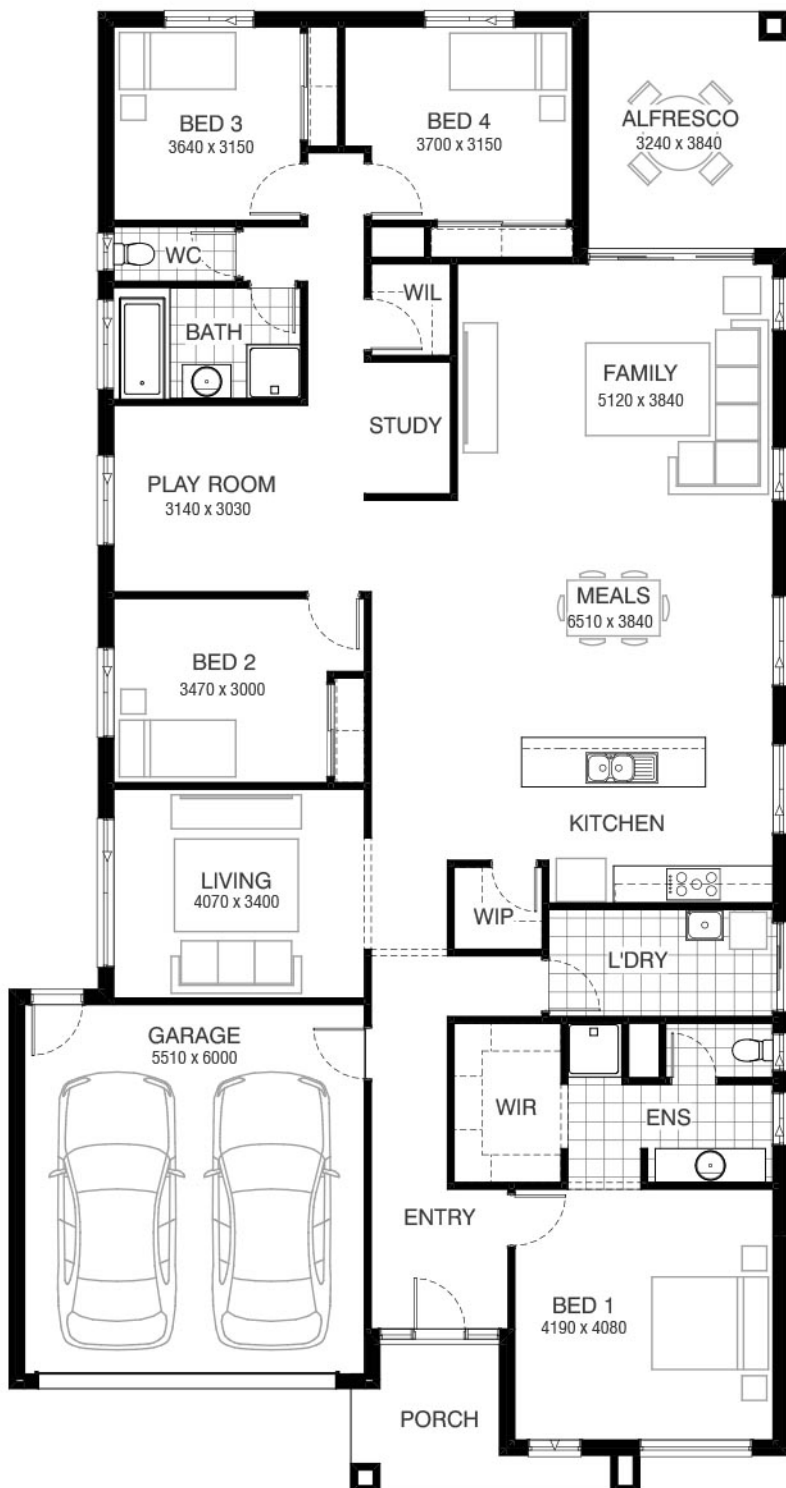 BED 3
3640 x 3150
BED 4
3700 x 3150
ALFRESCO
3240 x 3840
WC
WIL
BATH
FAMILY
5120 x 3840
STUDY
PLAY ROOM
3140 x 3030
MEALS
6510 x 3840
BED 2
3470 x 3000
KITCHEN
LIVING
4070 x 3400
WIP
L'DRY
GARAGE
5510 x 6000
WIR
ENS
ENTRY
BED 1
4190 x 4080
PORCH